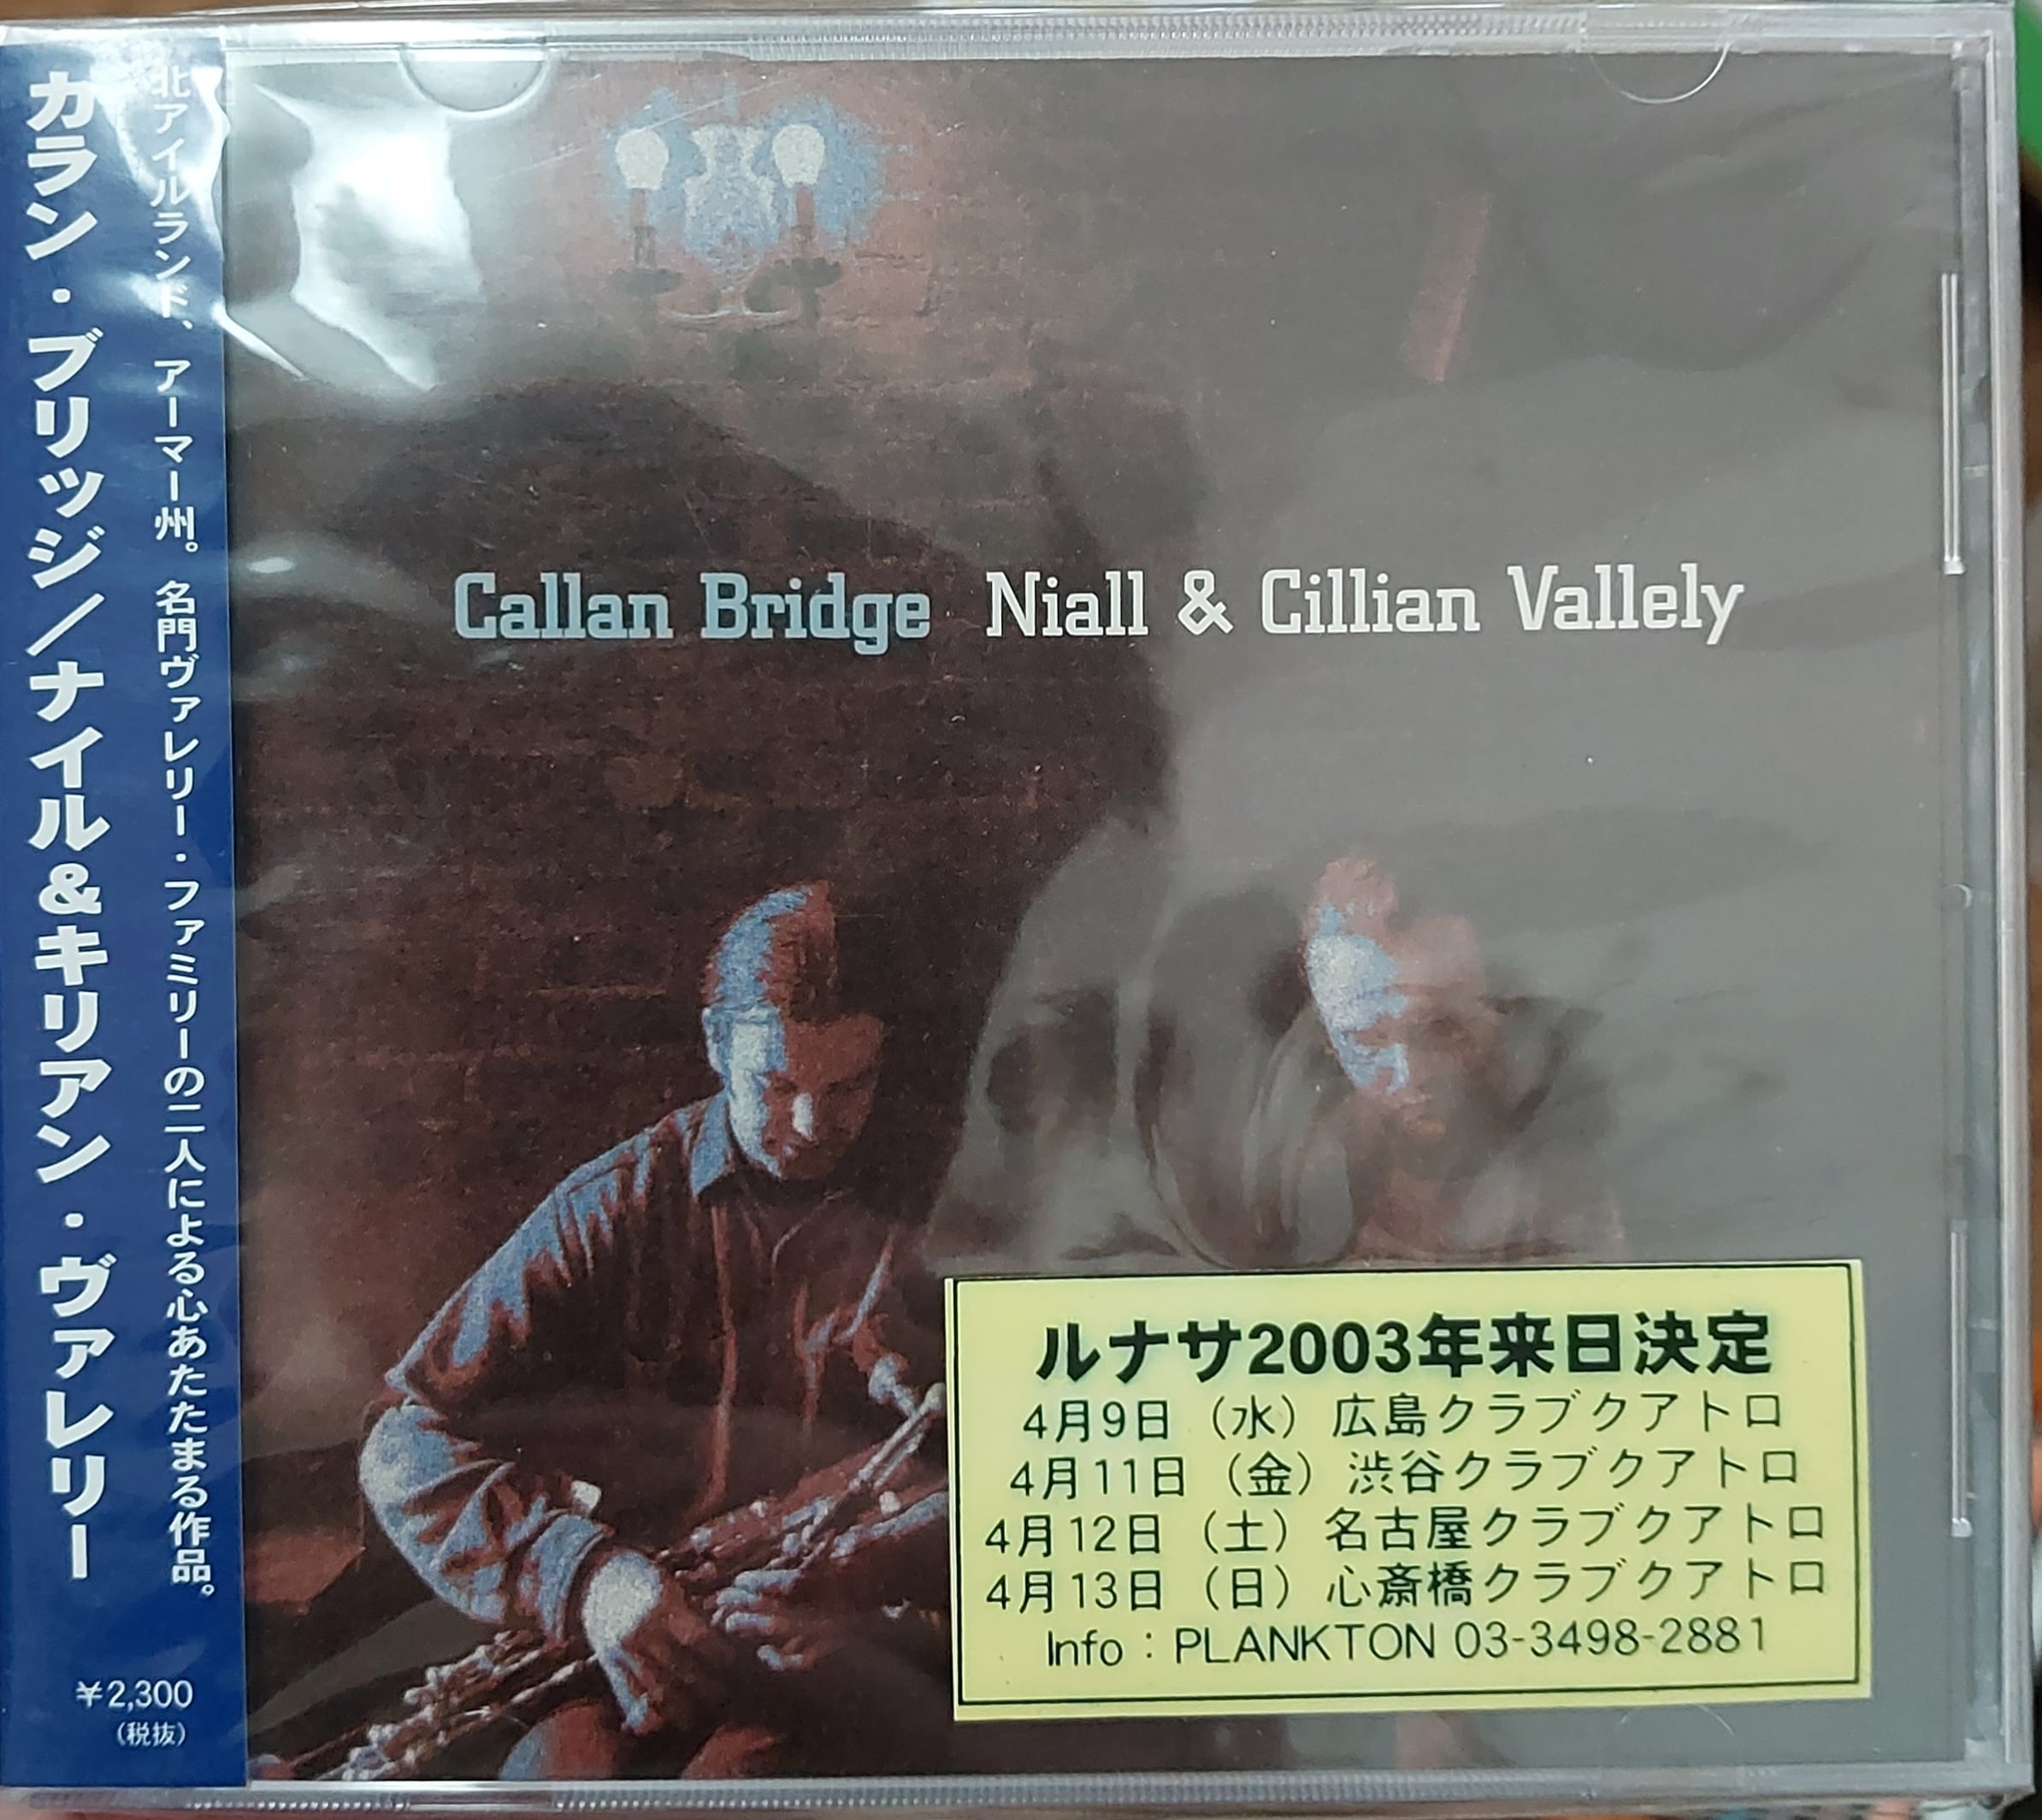 カラン・ブリッジ／ナイル&キリアン・ヴァレリー
北アイルランド、アーマー州。名門ヴァレリー・ファミリーの二人による心あたたまる作品。
¥2,300
（税抜）
Callan Bridge Niall & Cillian Vallely
ルナサ2003年来日決定
4月9日（水）広島クラブクアトロ
4月11日（金）渋谷クラブクアトロ
4月12日（土）名古屋クラブクアトロ
4月13日（日）心斎橋クラブクアトロ
Info：PLANKTON 03-3498-2881